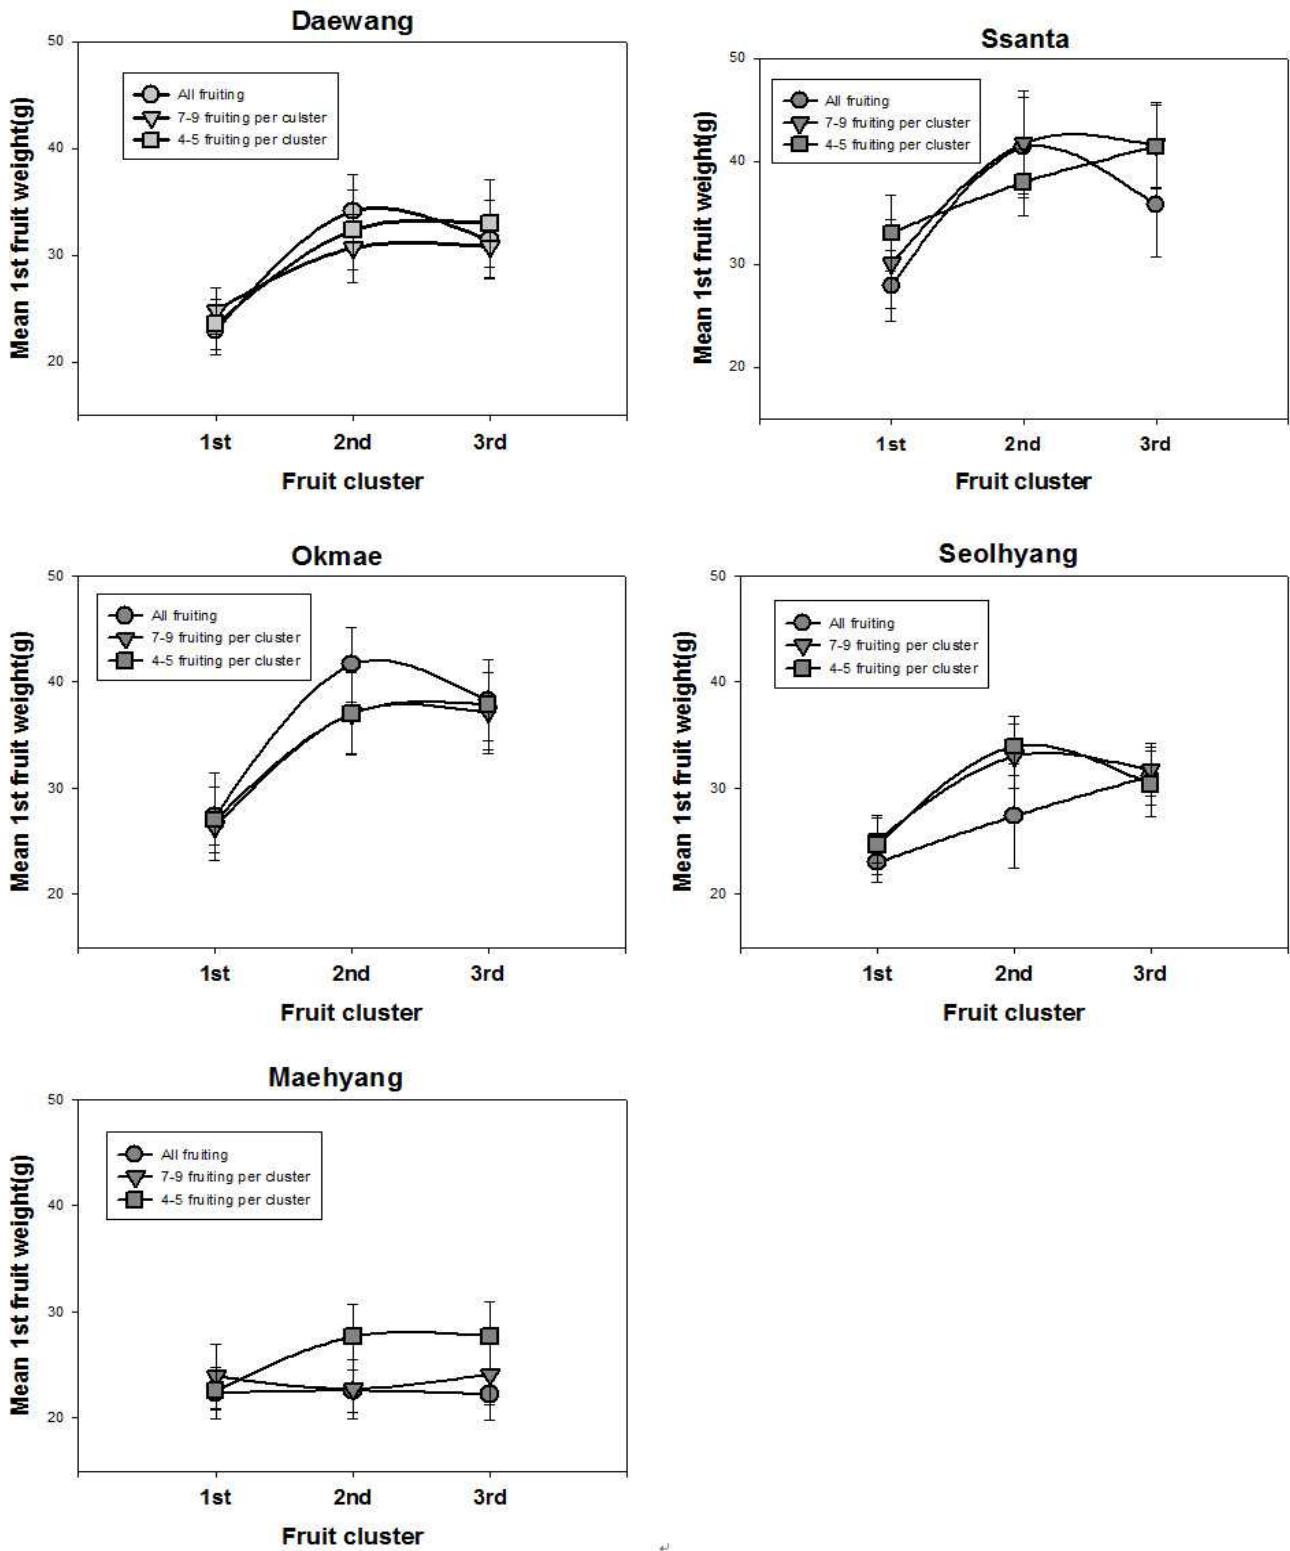 Daewang
50
40
30
20
Mean 1st fruit weight(g)
All fruiting
7-9 fruiting per culster
4-5 fruiting per cluster
1st 2nd 3rd
Fruit cluster
Ssanta
50
40
30
20
Mean 1st fruit weight(g)
All fruiting
7-9 fruiting per cluster
4-5 fruiting per cluster
1st 2nd 3rd
Fruit cluster
Okmae
50
40
30
20
Mean 1st fruit weight(g)
All fruiting
7-9 fruiting per cluster
4-5 fruiting per cluster
1st 2nd 3rd
Fruit cluster
Seolhyang
50
40
30
20
Mean 1st fruit weight(g)
All fruiting
7-9 fruiting per cluster
4-5 fruiting per cluster
1st 2nd 3rd
Fruit cluster
Maehyang
50
40
30
20
Mean 1st fruit weight(g)
All fruiting
7-9 fruiting per cluster
4-5 fruiting per cluster
1st 2nd 3rd
Fruit cluster